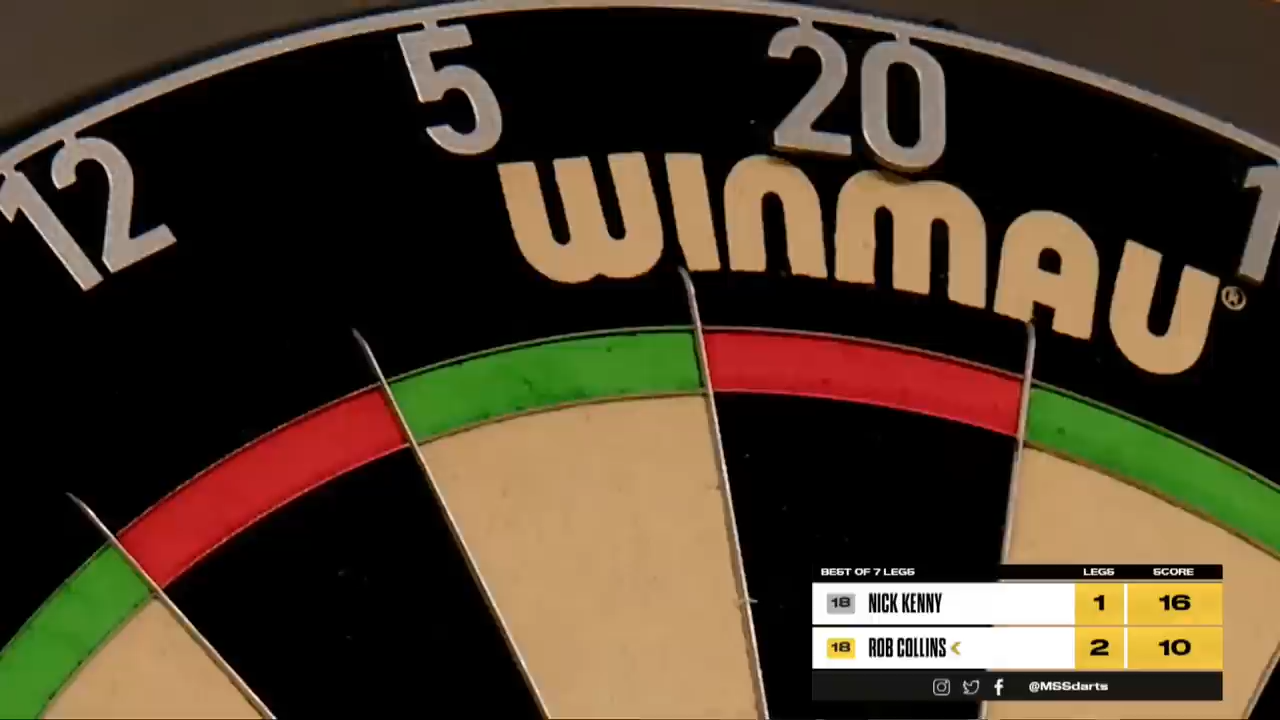 12 5 20 1
WINMAU®
BEST OF 7 LEGS LEGS SCORE
18 NICK KENNY 1 16
18 ROB COLLINS 2 10
@MSSdarts